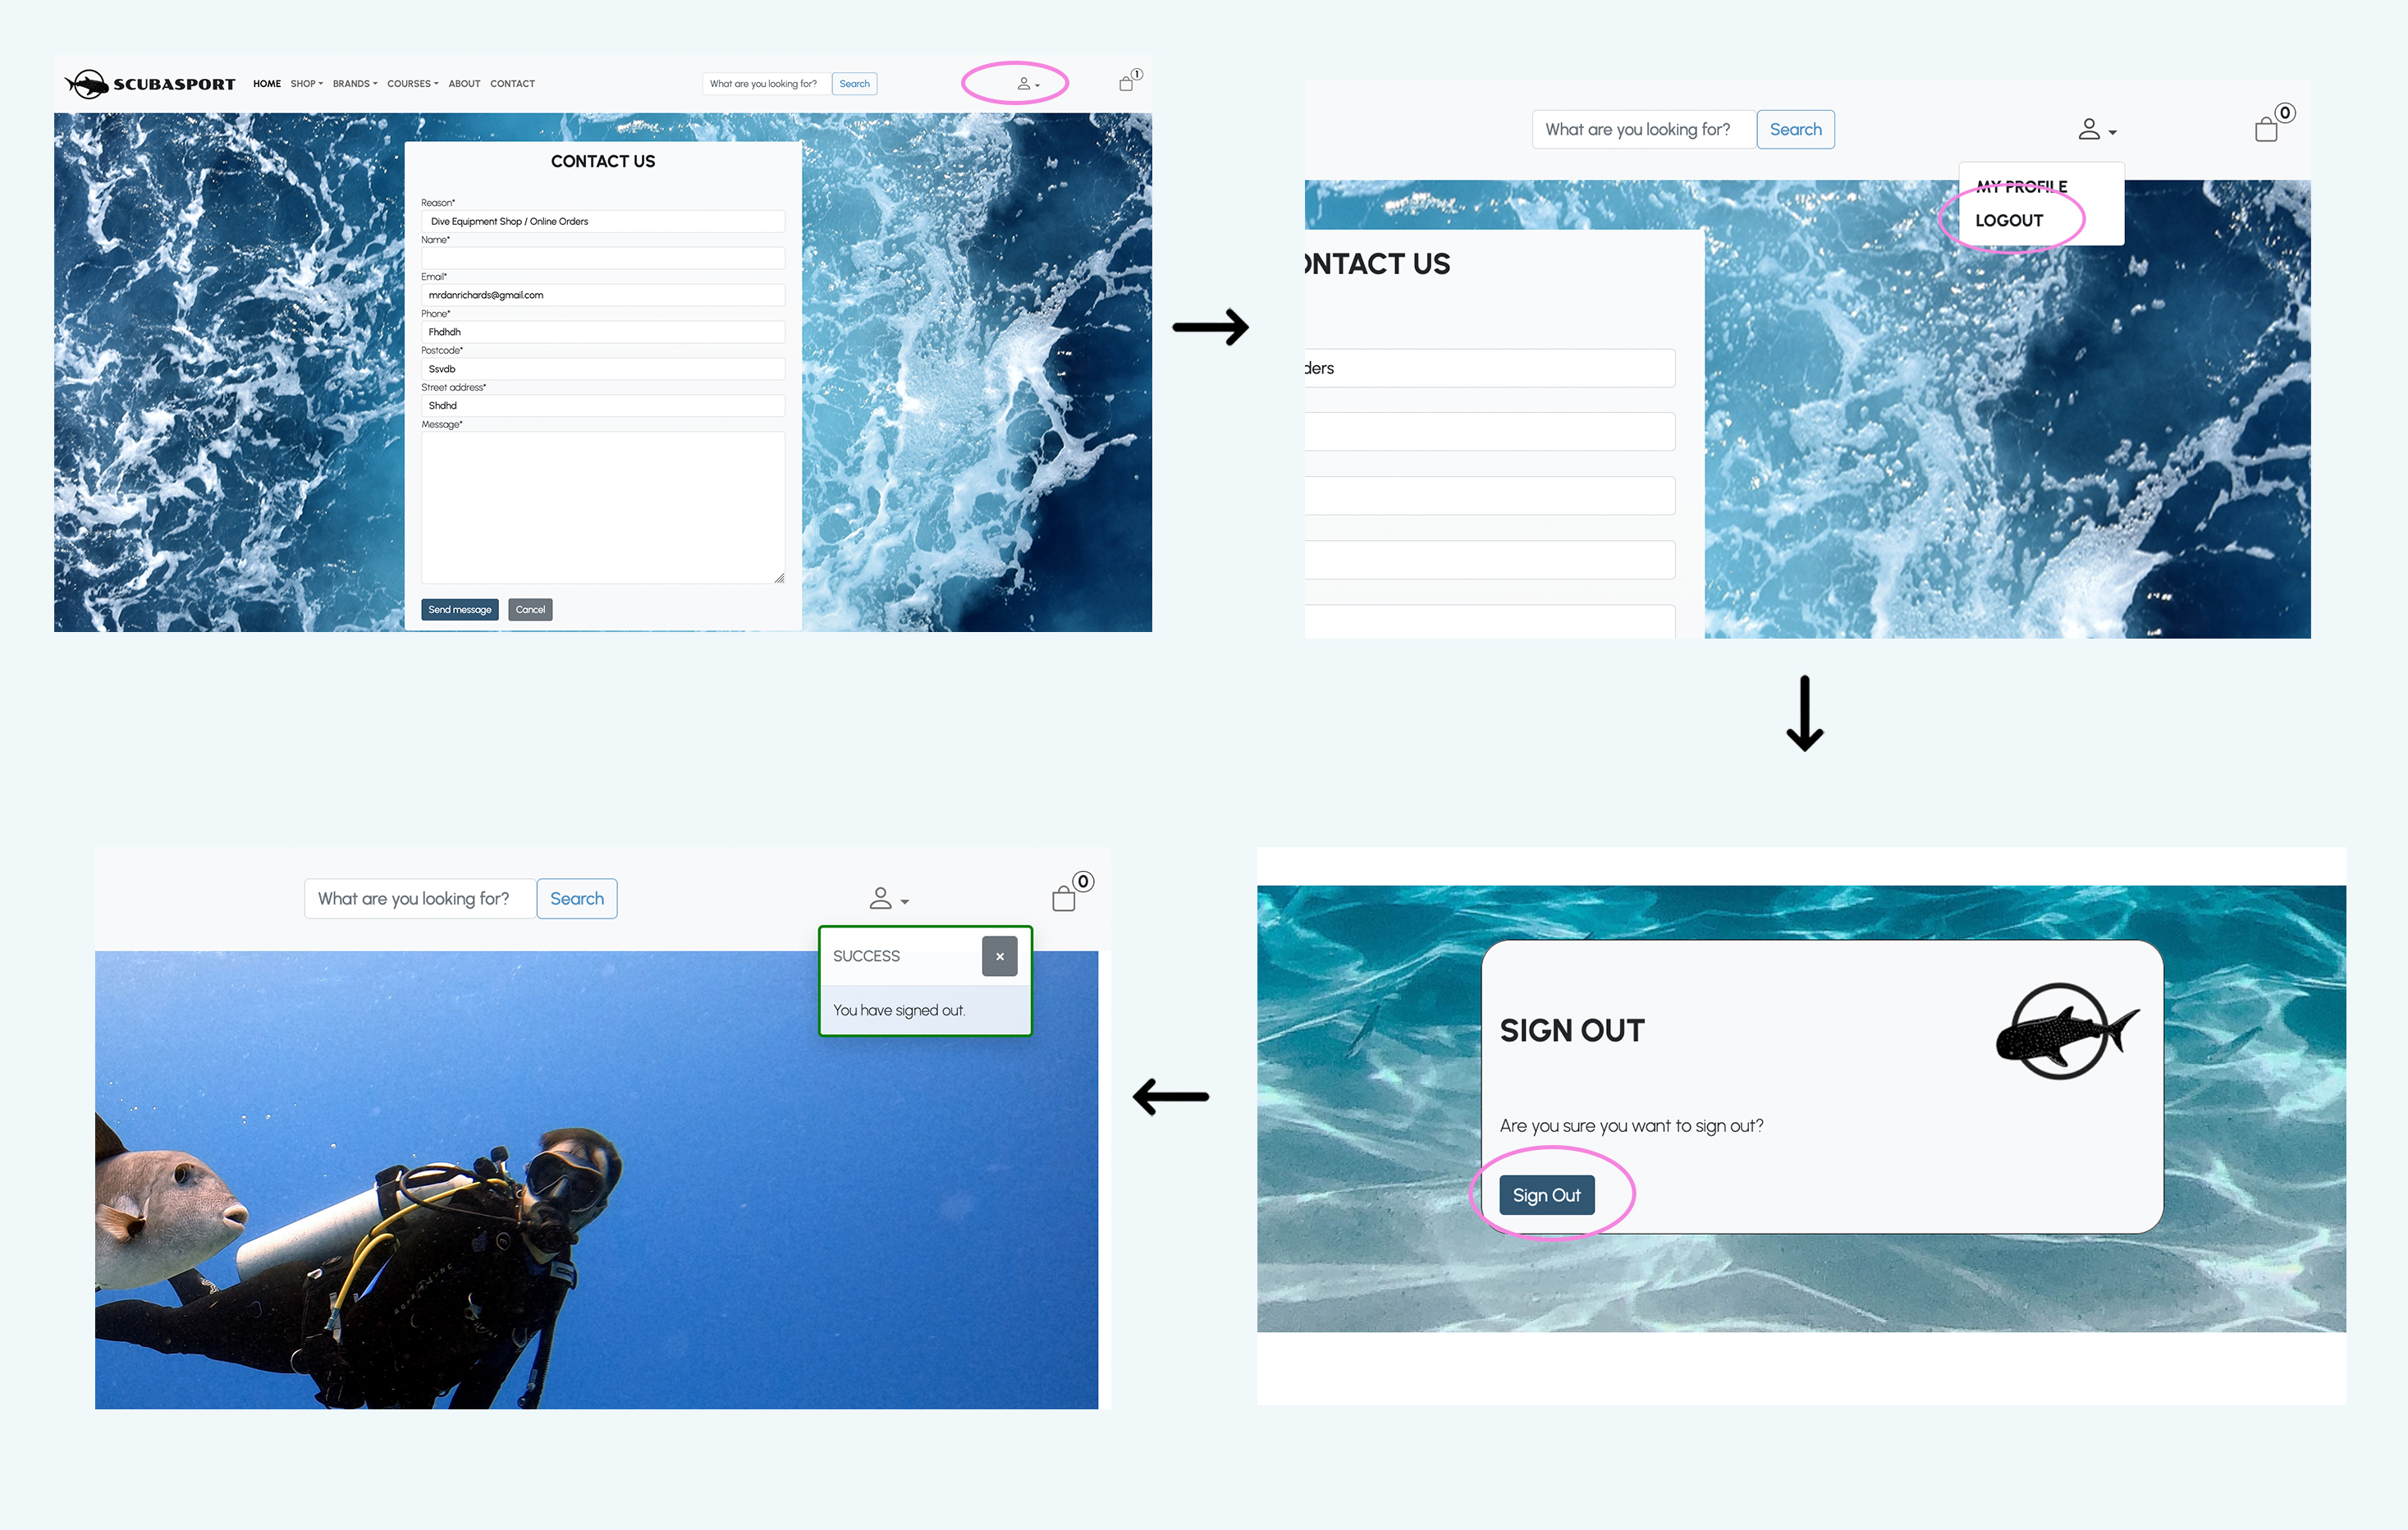 SCUBASPORT HOME SHOP BRANDS COURSES ABOUT CONTACT What are you looking for? Search 1
CONTACT US
Reason*
Dive Equipment Shop / Online Orders
Name*
Email*
mrdanrichards@gmail.com
Phone*
Fhdhdh
Postcode*
Ssvdb
Street address*
Shdhd
Message*
Send message Cancel
What are you looking for? Search 0
MY PROFILE
LOGOUT
ONTACT US
ders
SIGN OUT
Are you sure you want to sign out?
Sign Out
What are you looking for? Search 0
SUCCESS ×
You have signed out.